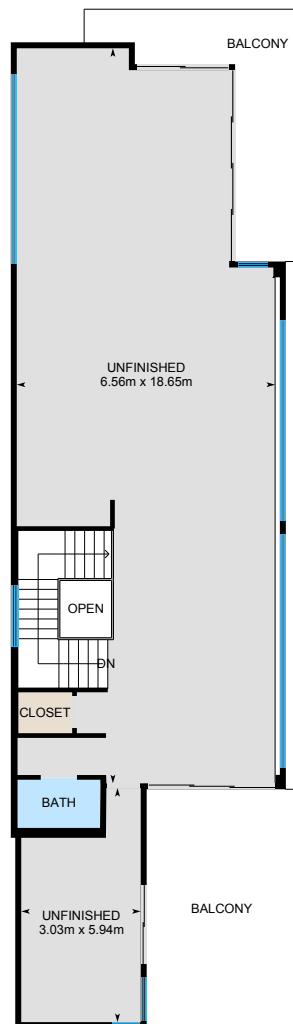 BALCONY
UNFINISHED
6.56m x 18.65m
OPEN
DN
CLOSET
BATH
UNFINISHED
3.03m x 5.94m
BALCONY